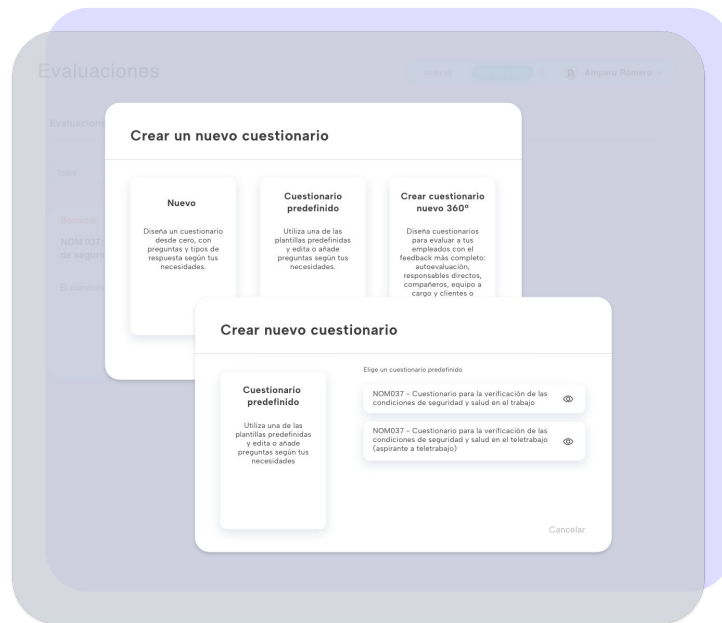 Evaluaciones
Amparo Romero
Total
Crear un nuevo cuestionario
Nuevo
Diseña un cuestionario
desde cero, con
preguntas y tipos de
respuesta según tus
necesidades.
Cuestionario
predefinido
Utiliza una de las
plantillas predefinidas
y edita o añade
preguntas según tus
necesidades.
Crear cuestionario
nuevo 360º
Diseña cuestionarios
para evaluar a tus
empleados con el
feedback más completo:
autoevaluación,
responsables directos,
compañeros, equipo a
cargo y clientes o
Crear nuevo cuestionario
Cuestionario
predefinido
Utiliza una de las
plantillas predefinidas
y edita o añade
preguntas según tus
necesidades
Elige un cuestionario predefinido
NOM037 - Cuestionario para la verificación de las
condiciones de seguridad y salud en el trabajo
NOM037 - Cuestionario para la verificación de las
condiciones de seguridad y salud en el teletrabajo
(aspirante a teletrabajo)
Cancelar